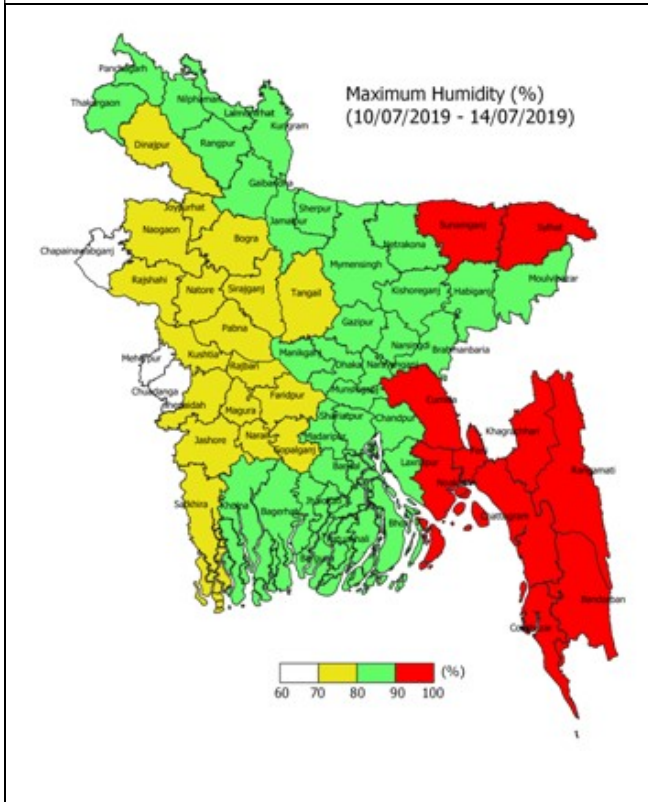 Maximum Humidity (%)
(10/07/2019 - 14/07/2019)
Panchagarh
Thakurgaon
Nilphamari
Lalmonirhat
Kurigram
Dinajpur
Rangpur
Gaibandha
Joypurhat
Sherpur
Jamalpur
Naogaon
Bogra
Netrakona
Sunamganj
Sylhet
Chapainawabganj
Mymensingh
Moulvibazar
Rajshahi
Natore
Sirajganj
Tangail
Kishoreganj
Habiganj
Pabna
Gazipur
Narsingdi
Brahmanbaria
Meherpur
Kushtia
Manikganj
Dhaka
Narayanganj
Rajbari
Chuadanga
Faridpur
Munshiganj
Comilla
Magura
Shariatpur
Chandpur
Khagrachhari
Jashore
Narail
Gopalganj
Madaripur
Rangamati
Satkhira
Khulna
Bagerhat
Barisal
Bhola
Chattagram
Bandarban
(%)
60 70 80 90 100